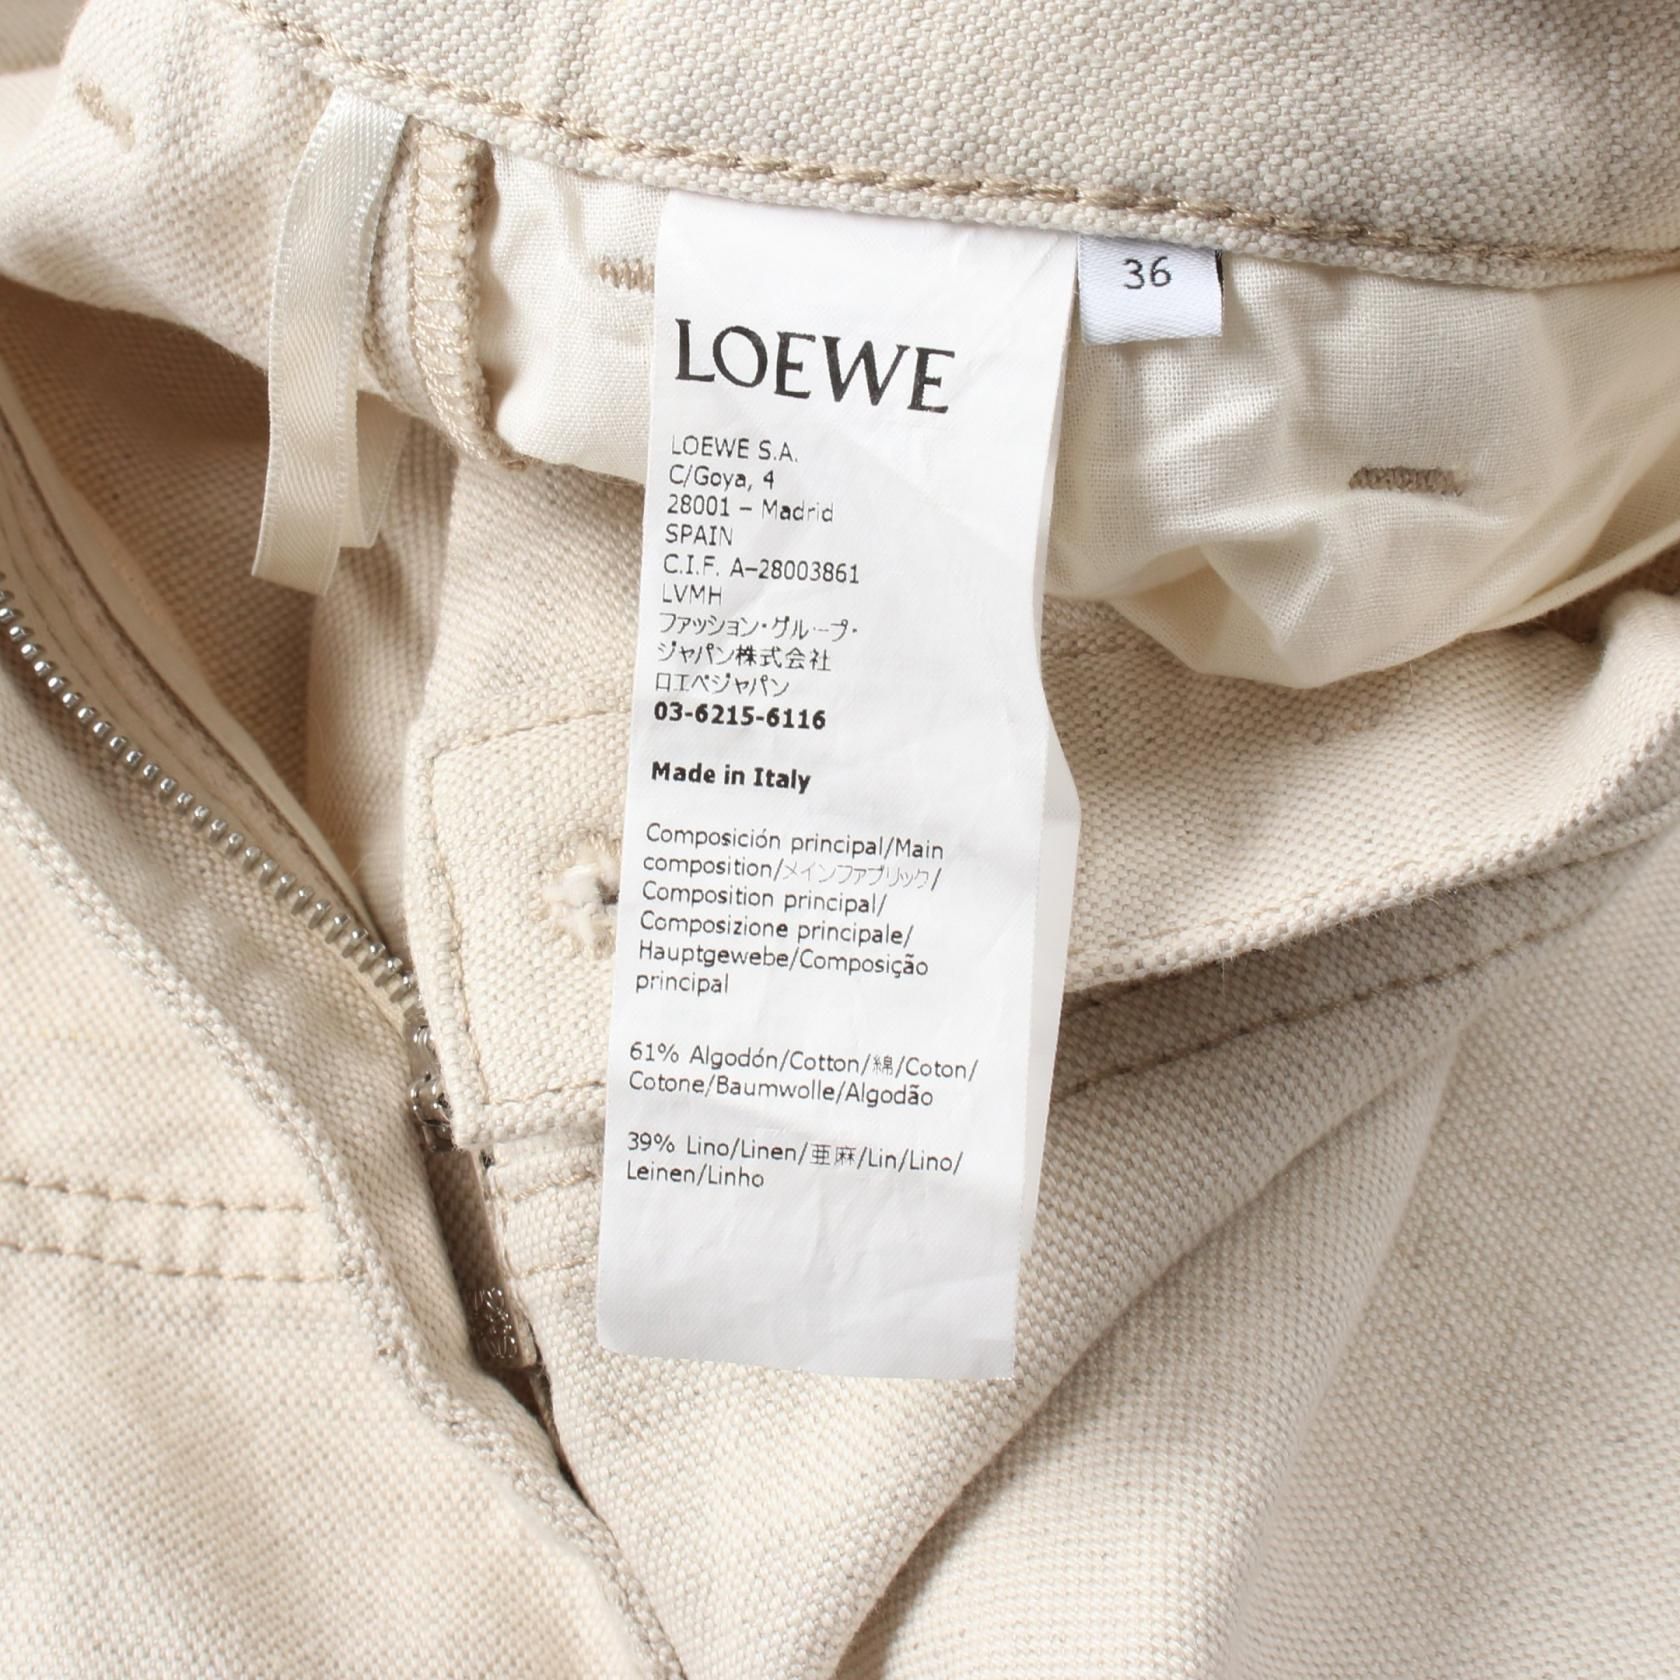 36
LOEWE
LOEWE S.A.
C/Goya, 4
28001 – Madrid
SPAIN
C.I.F. A-28003861
LVMH
ファッション・グループ・
ジャパン株式会社
ロエベジャパン
03-6215-6116
Made in Italy
Composición principal/Main
composition/メインファブリック/
Composition principal/
Composizione principale/
Hauptgewebe/Composição
principal
61% Algodón/Cotton/綿/Coton/
Cotone/Baumwolle/Algodão
39% Lino/Linen/亜麻/Lin/Lino/
Leinen/Linho